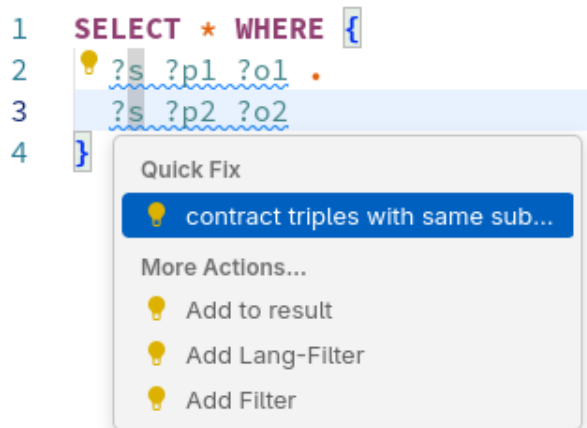 1 SELECT * WHERE {
2 ?s ?p1 ?o1 .
3 ?s ?p2 ?o2
4 }
Quick Fix
contract triples with same sub...
More Actions...
Add to result
Add Lang-Filter
Add Filter